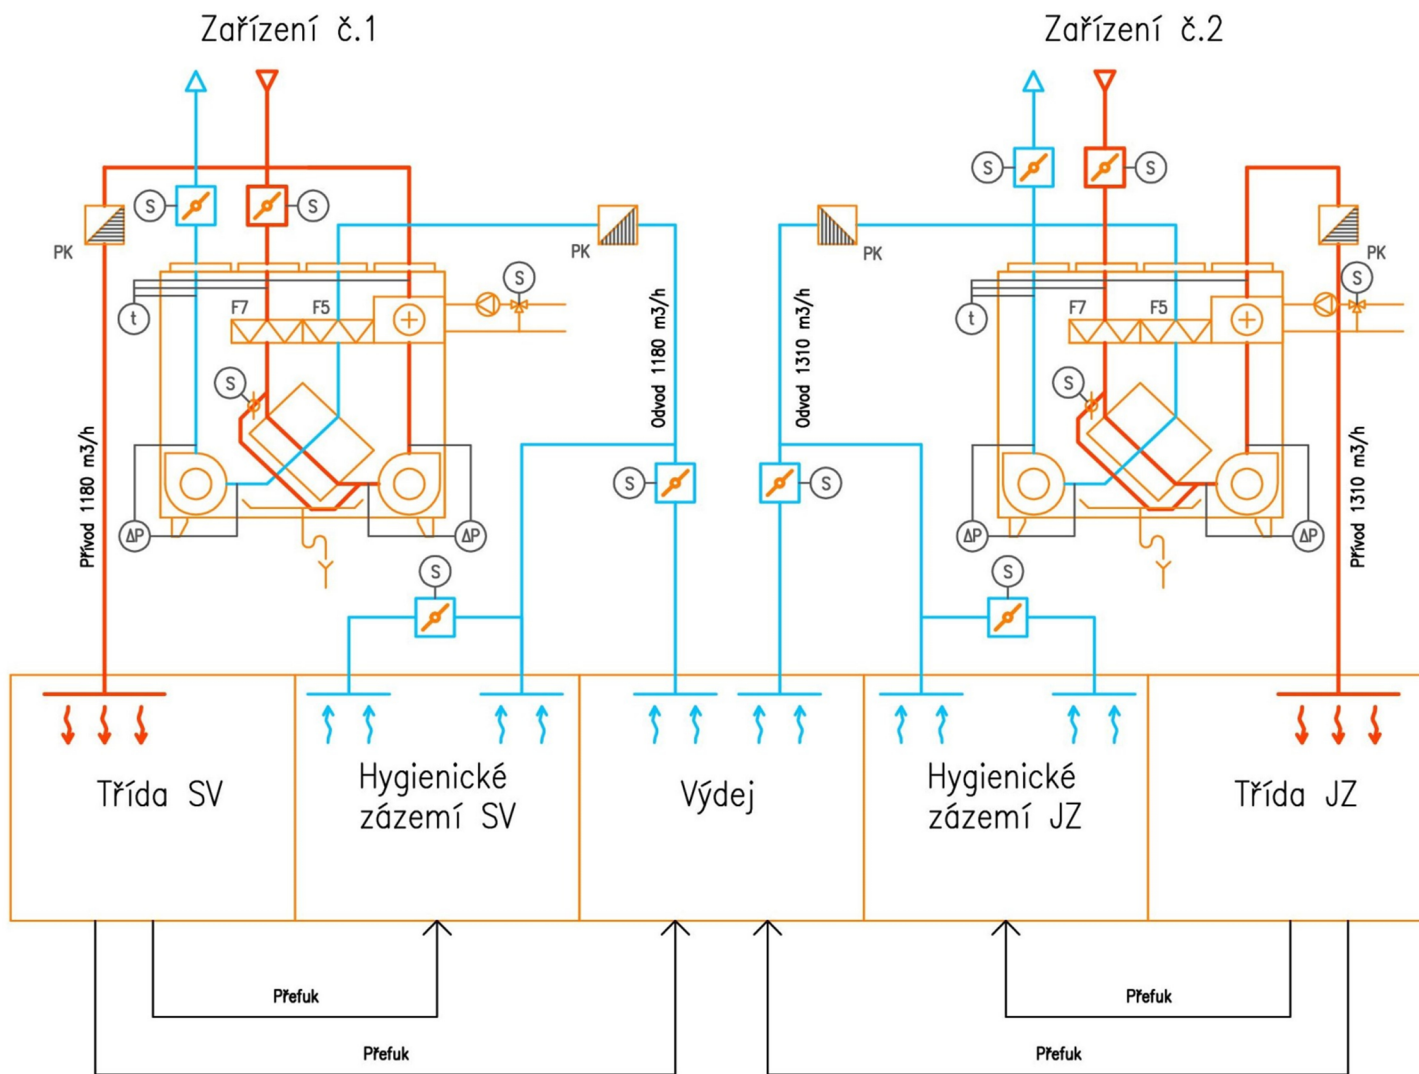 Zařízení č.1
Zařízení č.2
S
S
S
S
PK
PK
PK
PK
S
S
t
F7
F5
t
F7
F5
S
S
Přívod 1180 m3/h
Odvod 1180 m3/h
Odvod 1310 m3/h
Přívod 1310 m3/h
S
S
ΔP
ΔP
ΔP
ΔP
S
S
Třída SV
Hygienické
zázemí SV
Výdej
Hygienické
zázemí JZ
Třída JZ
Přefuk
Přefuk
Přefuk
Přefuk